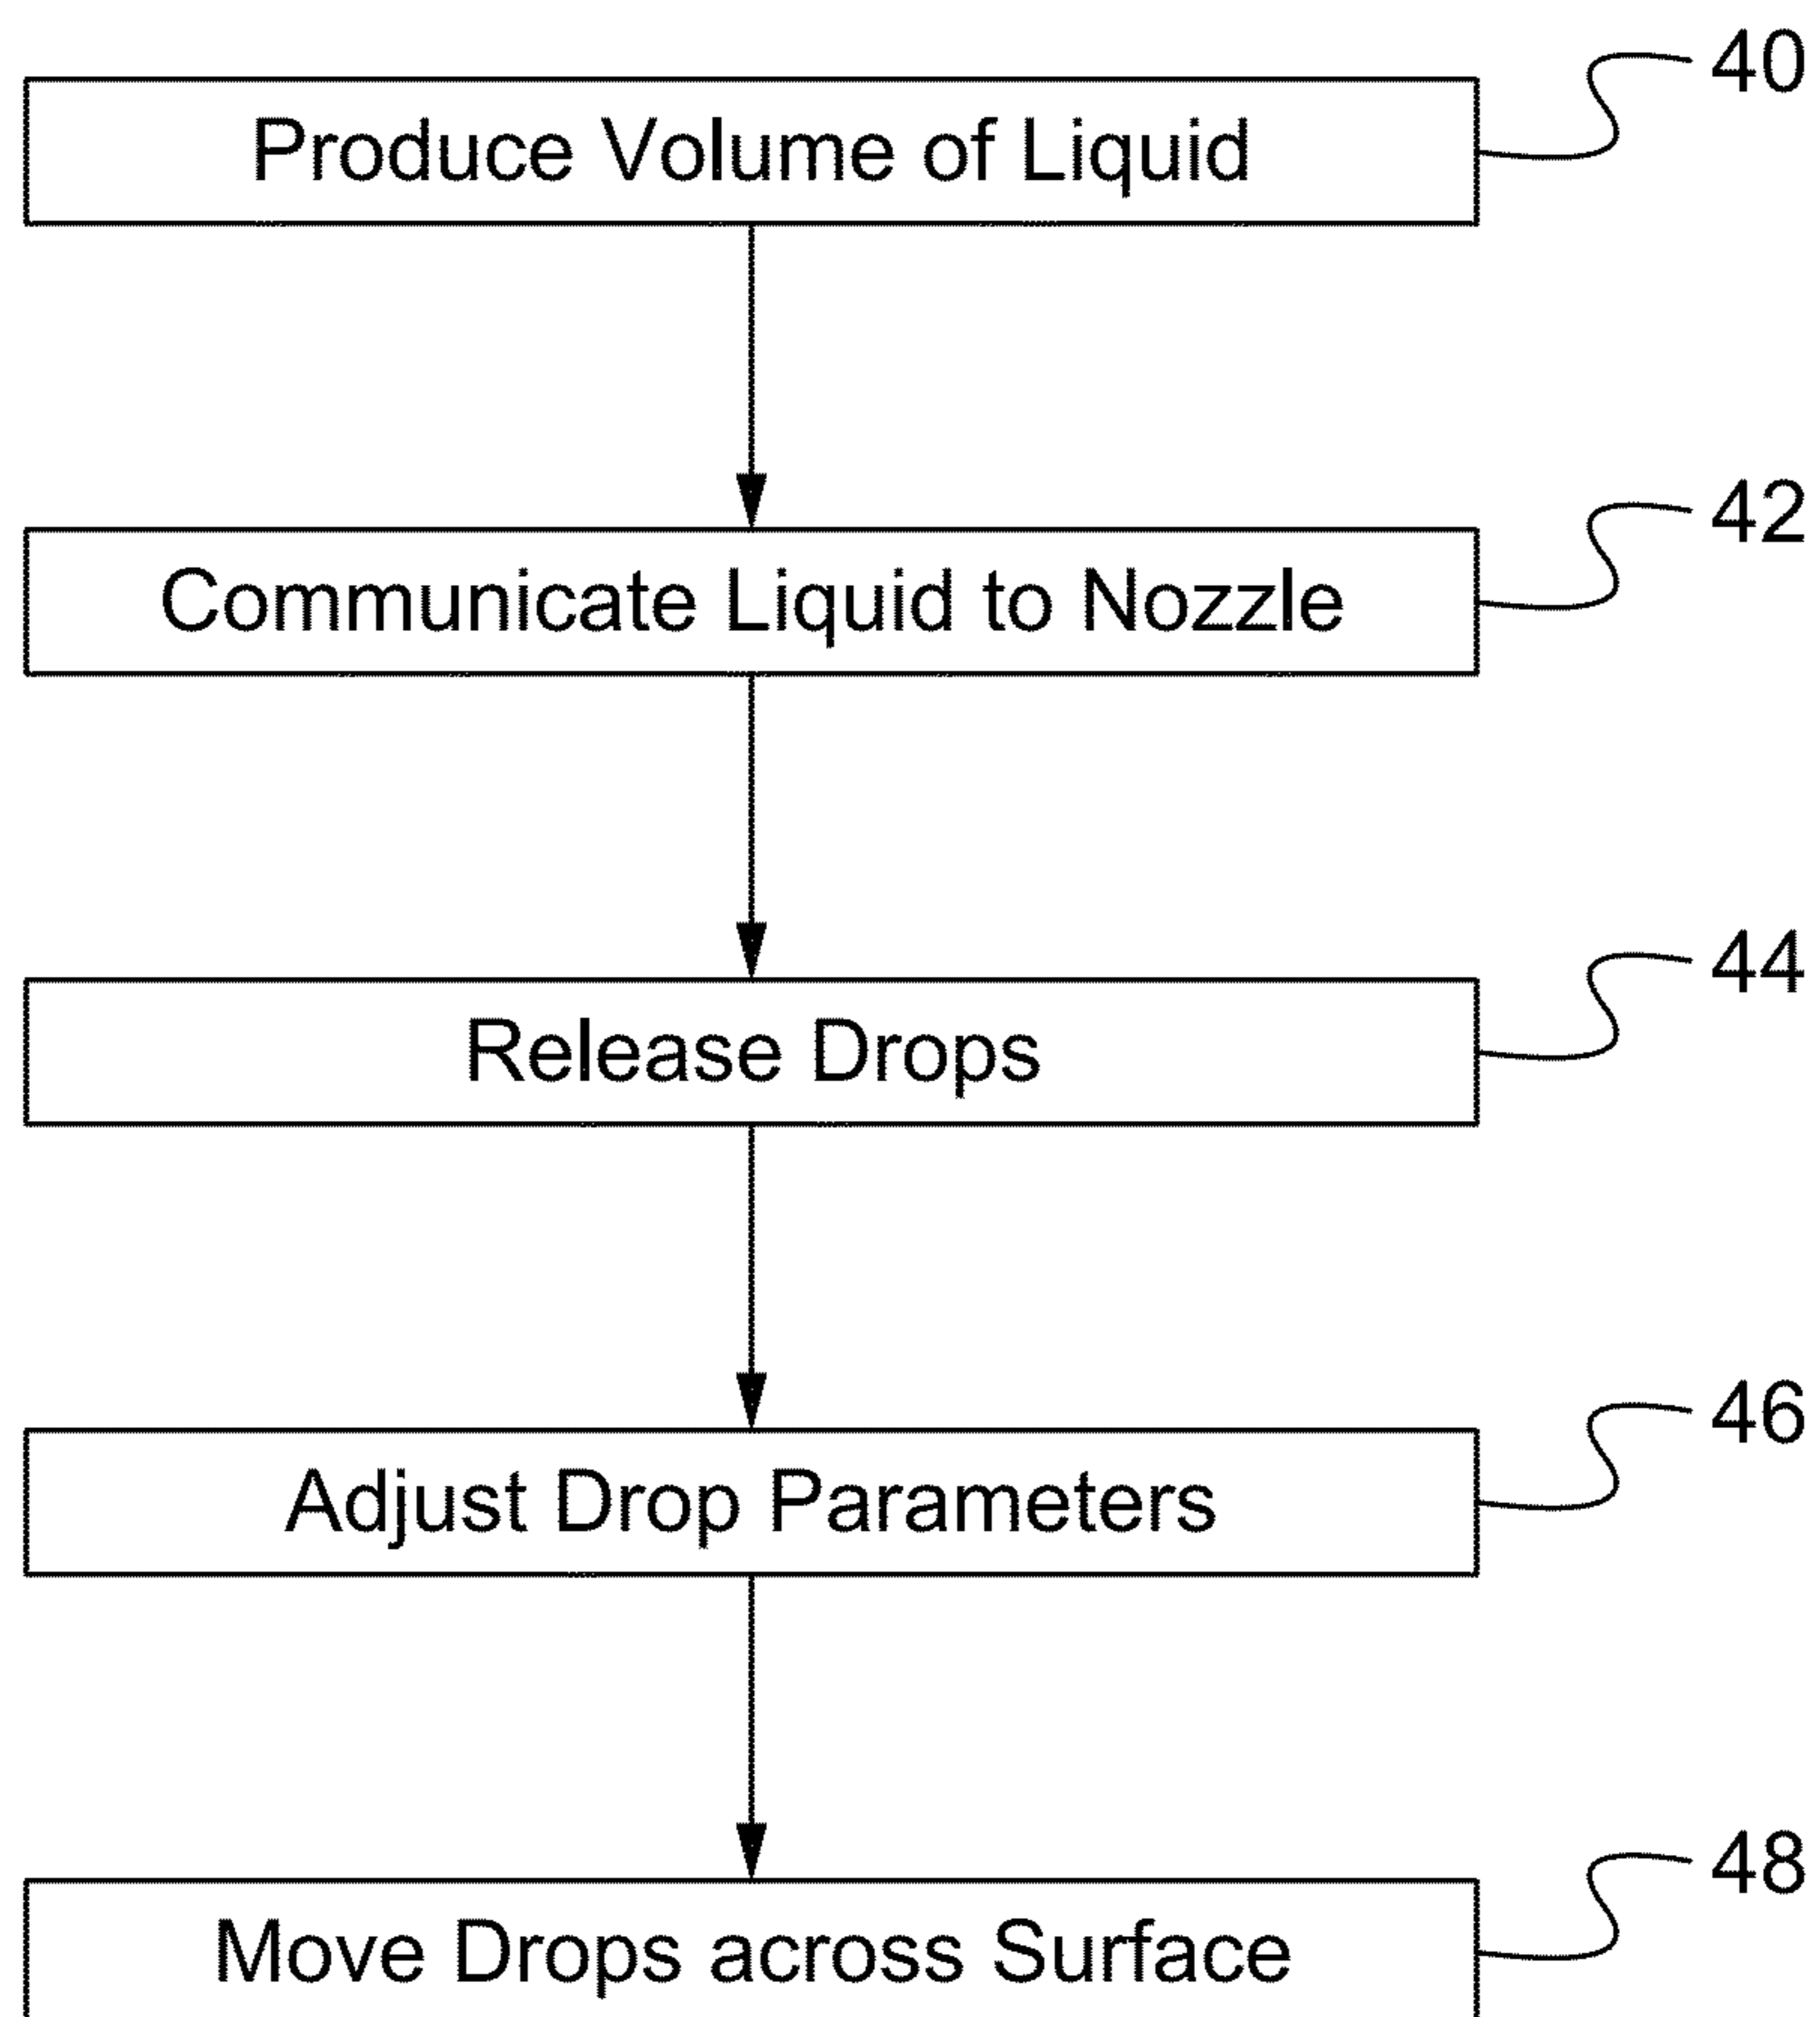 40
Produce Volume of Liquid
42
Communicate Liquid to Nozzle
44
Release Drops
46
Adjust Drop Parameters
48
Move Drops across Surface